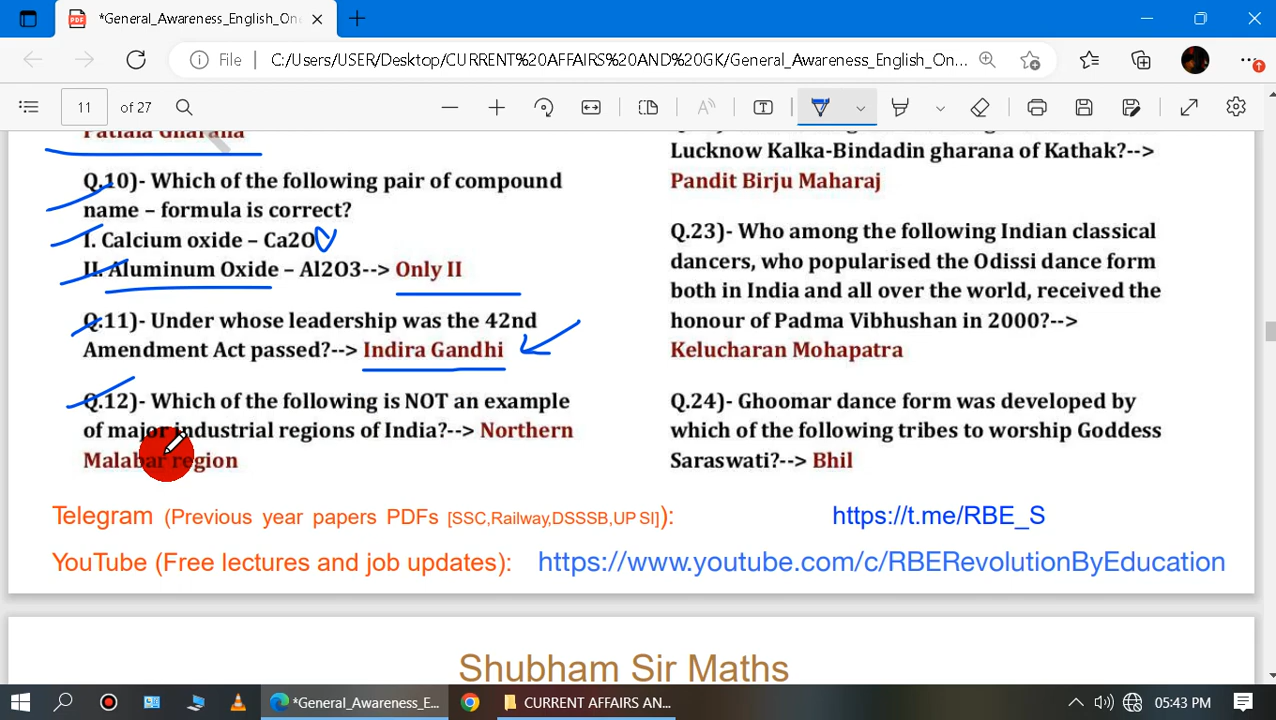 *General_Awareness_English_One
File
C:/Users/USER/Desktop/CURRENT%20AFFAIRS%20AND%20GK/General_Awareness_English_On...
11
of 27
Patiala Gharana
Q.10)- Which of the following pair of compound
name – formula is correct?
I. Calcium oxide – Ca2O
II. Aluminum Oxide – Al2O3--> Only II
Q.11)- Under whose leadership was the 42nd
Amendment Act passed?--> Indira Gandhi
Q.12)- Which of the following is NOT an example
of major industrial regions of India?--> Northern
Malabar region
Lucknow Kalka-Bindadin gharana of Kathak?-->
Pandit Birju Maharaj
Q.23)- Who among the following Indian classical
dancers, who popularised the Odissi dance form
both in India and all over the world, received the
honour of Padma Vibhushan in 2000?-->
Kelucharan Mohapatra
Q.24)- Ghoomar dance form was developed by
which of the following tribes to worship Goddess
Saraswati?--> Bhil
Telegram (Previous year papers PDFs [SSC,Railway,DSSSB,UP SI]):
https://t.me/RBE_S
YouTube (Free lectures and job updates): https://www.youtube.com/c/RBERevolutionByEducation
Shubham Sir Maths
*General_Awareness_E...
CURRENT AFFAIRS AN...
05:43 PM